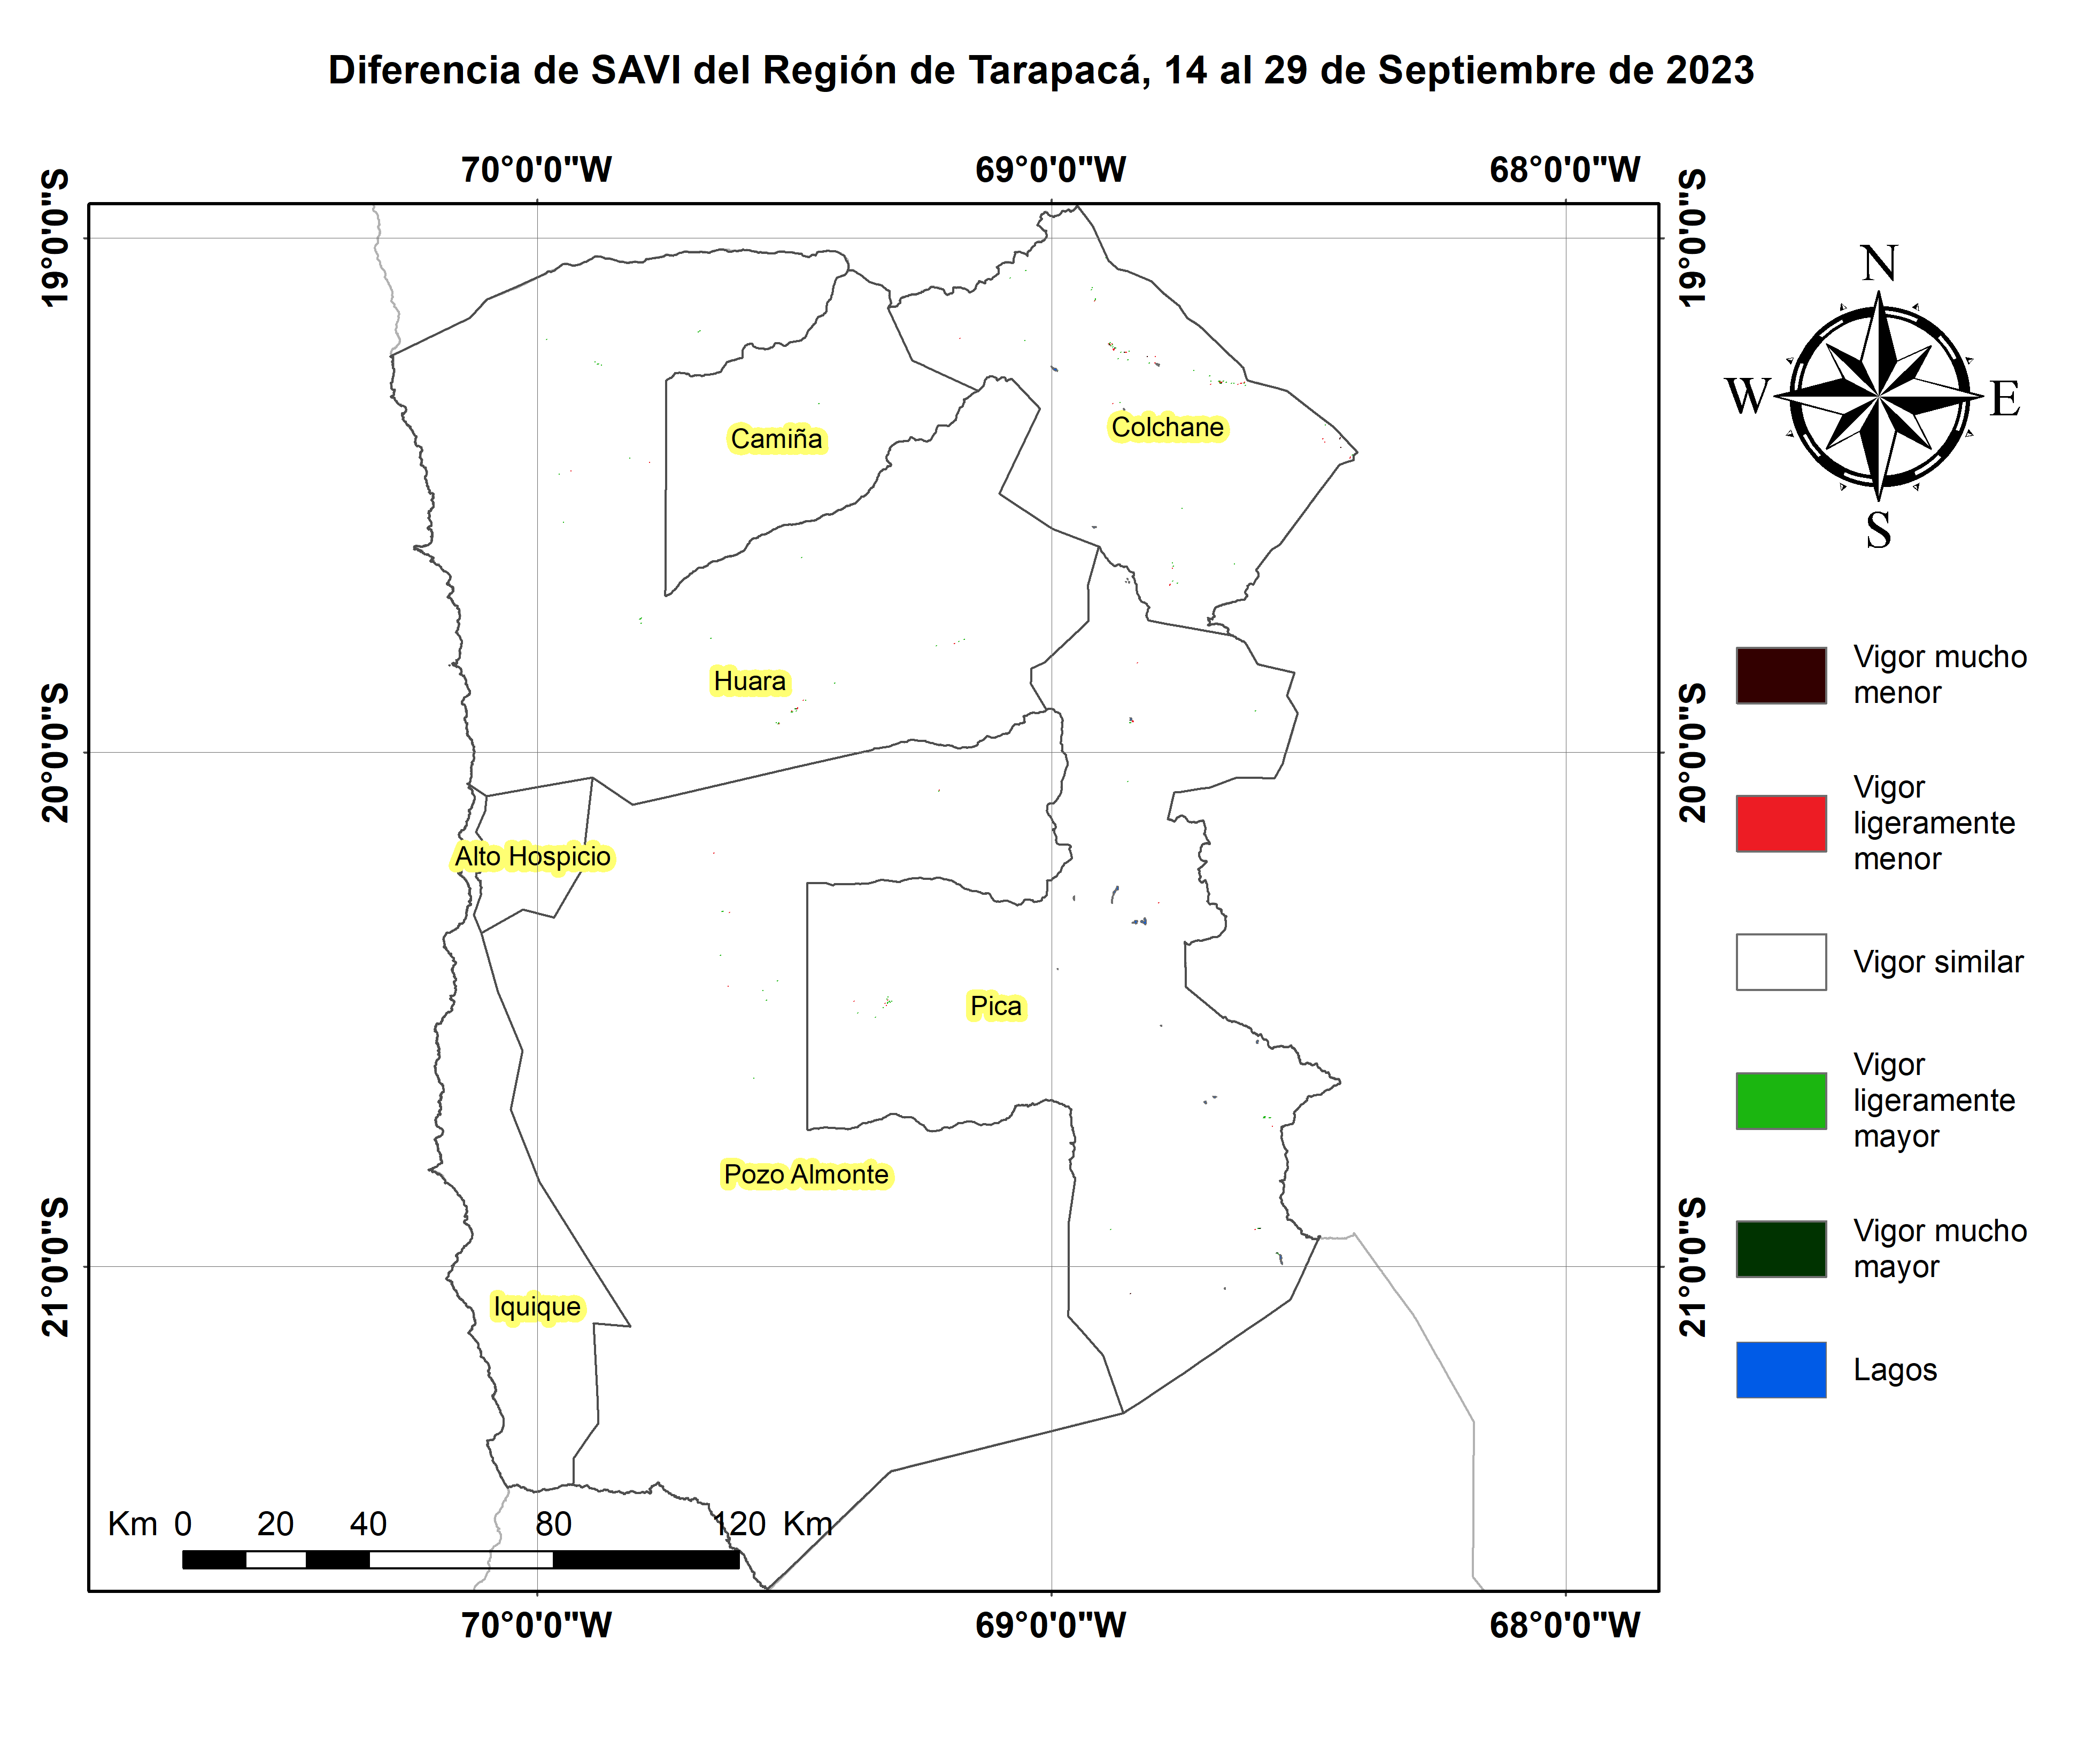 Diferencia de SAVI del Región de Tarapacá, 14 al 29 de Septiembre de 2023
70°0'0"W 69°0'0"W 68°0'0"W
19°0'0"S 19°0'0"S
N
W E
S
Camiña
Colchane
Huara
20°0'0"S 20°0'0"S
Alto Hospicio
Pica
Pozo Almonte
21°0'0"S 21°0'0"S
Iquique
Km 0 20 40 80 120 Km
70°0'0"W 69°0'0"W 68°0'0"W
Vigor mucho
menor
Vigor
ligeramente
menor
Vigor similar
Vigor
ligeramente
mayor
Vigor mucho
mayor
Lagos